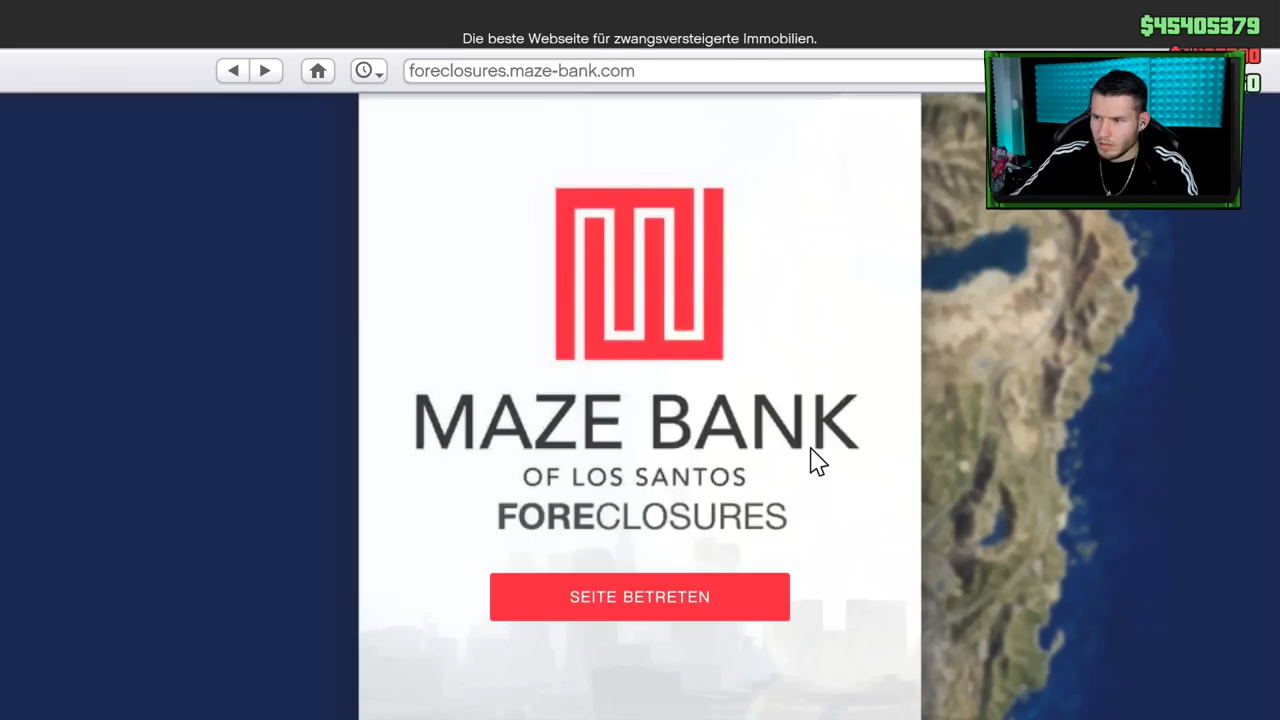 $45405379
Die beste Webseite für zwangsversteigerte Immobilien.
foreclosures.maze-bank.com
MAZE BANK
OF LOS SANTOS
FORECLOSURES
SEITE BETRETEN